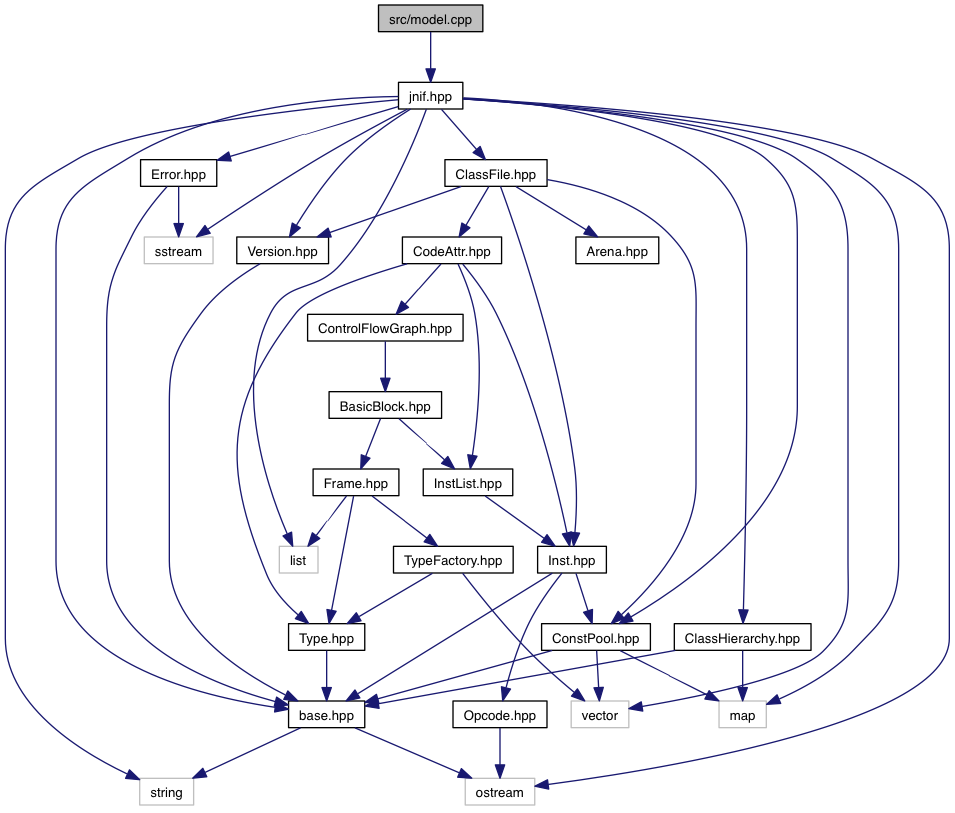 src/model.cpp
jnif.hpp
Error.hpp
ClassFile.hpp
sstream
Version.hpp
CodeAttr.hpp
Arena.hpp
ControlFlowGraph.hpp
BasicBlock.hpp
Frame.hpp
InstList.hpp
list
TypeFactory.hpp
Inst.hpp
Type.hpp
ConstPool.hpp
ClassHierarchy.hpp
base.hpp
Opcode.hpp
vector
map
string
ostream